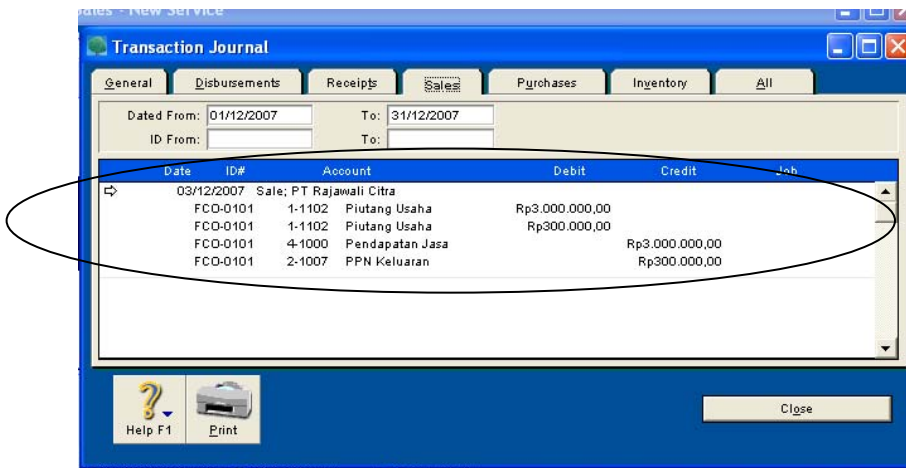 Sales - New Service
Transaction Journal
General Disbursements Receipts Sales Purchases Inventory All
Dated From: 01/12/2007 To: 31/12/2007
ID From: To:
Date ID# Account Debit Credit Job
03/12/2007 Sale; PT Rajawali Citra
FCO-0101 1-1102 Piutang Usaha Rp3.000.000,00
FCO-0101 1-1102 Piutang Usaha Rp300.000,00
FCO-0101 4-1000 Pendapatan Jasa Rp3.000.000,00
FCO-0101 2-1007 PPN Keluaran Rp300.000,00
Help F1 Print Close